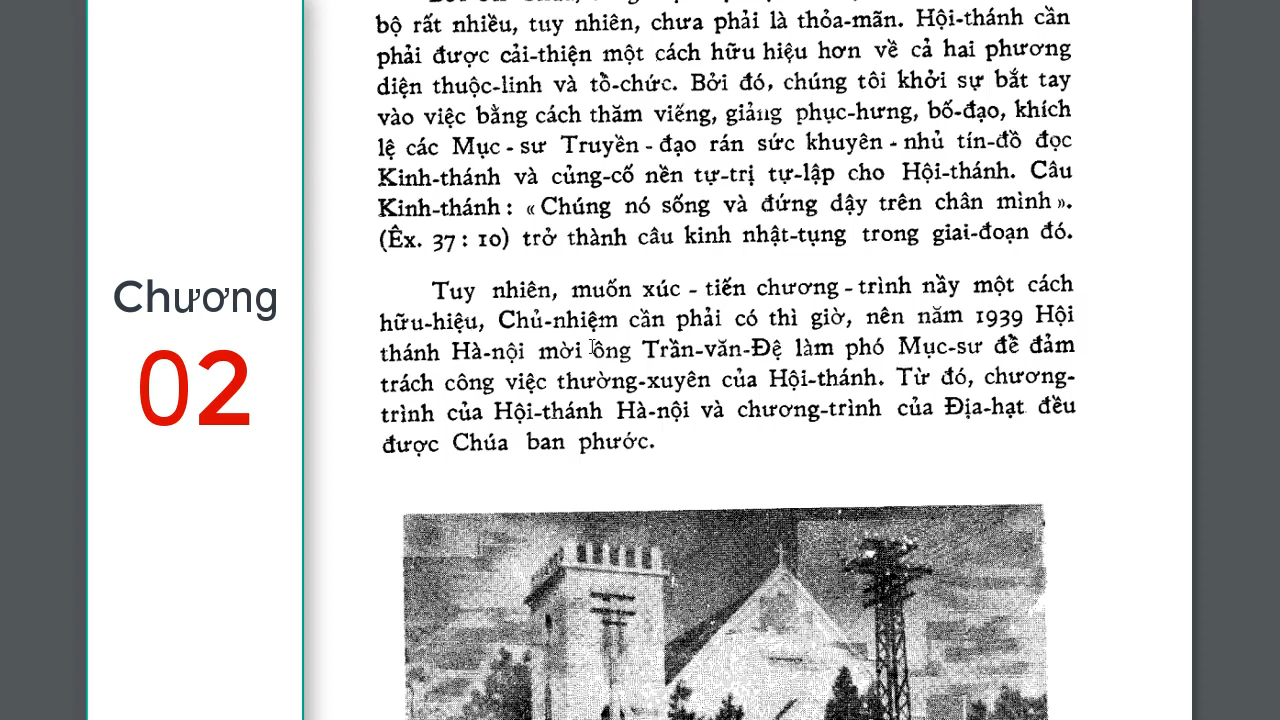 bộ rất nhiều, tuy nhiên, chưa phải là thỏa-mãn. Hội-thánh cần
phải được cải-thiện một cách hữu hiệu hơn về cả hai phương
diện thuộc-linh và tổ-chức. Bởi đó, chúng tôi khởi sự bắt tay
vào việc bằng cách thăm viếng, giảng phục-hưng, bố-đạo, khích
lệ các Mục - sư Truyền - đạo rán sức khuyên - nhủ tín-đồ đọc
Kinh-thánh và củng-cố nền tự-trị tự-lập cho Hội-thánh. Câu
Kinh-thánh : « Chúng nó sống và đứng dậy trên chân mình ».
(Êx. 37 : 10) trở thành câu kinh nhật-tụng trong giai-đoạn đó.
Tuy nhiên, muốn xúc - tiến chương - trình nầy một cách
hữu-hiệu, Chủ-nhiệm cần phải có thì giờ, nên năm 1939 Hội
thánh Hà-nội mời ông Trần-văn-Đệ làm phó Mục-sư để đảm
trách công việc thường-xuyên của Hội-thánh. Từ đó, chương-
trình của Hội-thánh Hà-nội và chương-trình của Địa-hạt đều
được Chúa ban phước.
Chương
02